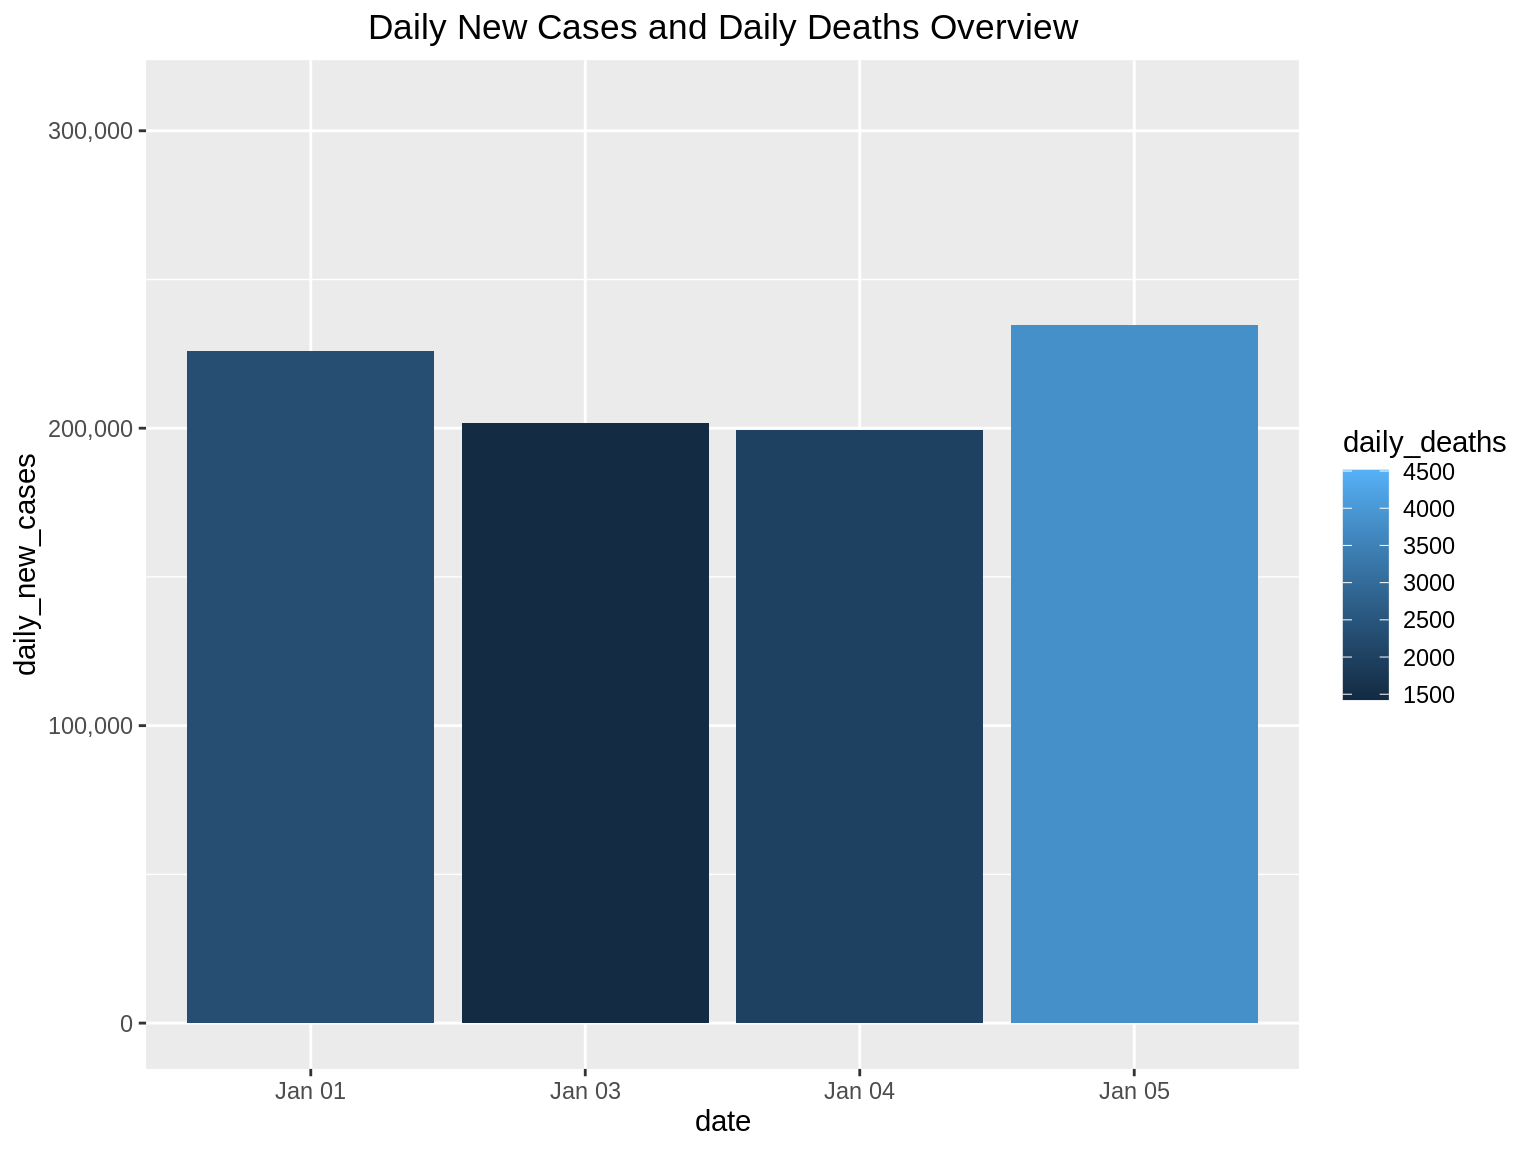 Daily New Cases and Daily Deaths Overview
300,000
200,000
100,000
0
daily_new_cases
Jan 01
Jan 03
Jan 04
Jan 05
date
daily_deaths
4500
4000
3500
3000
2500
2000
1500